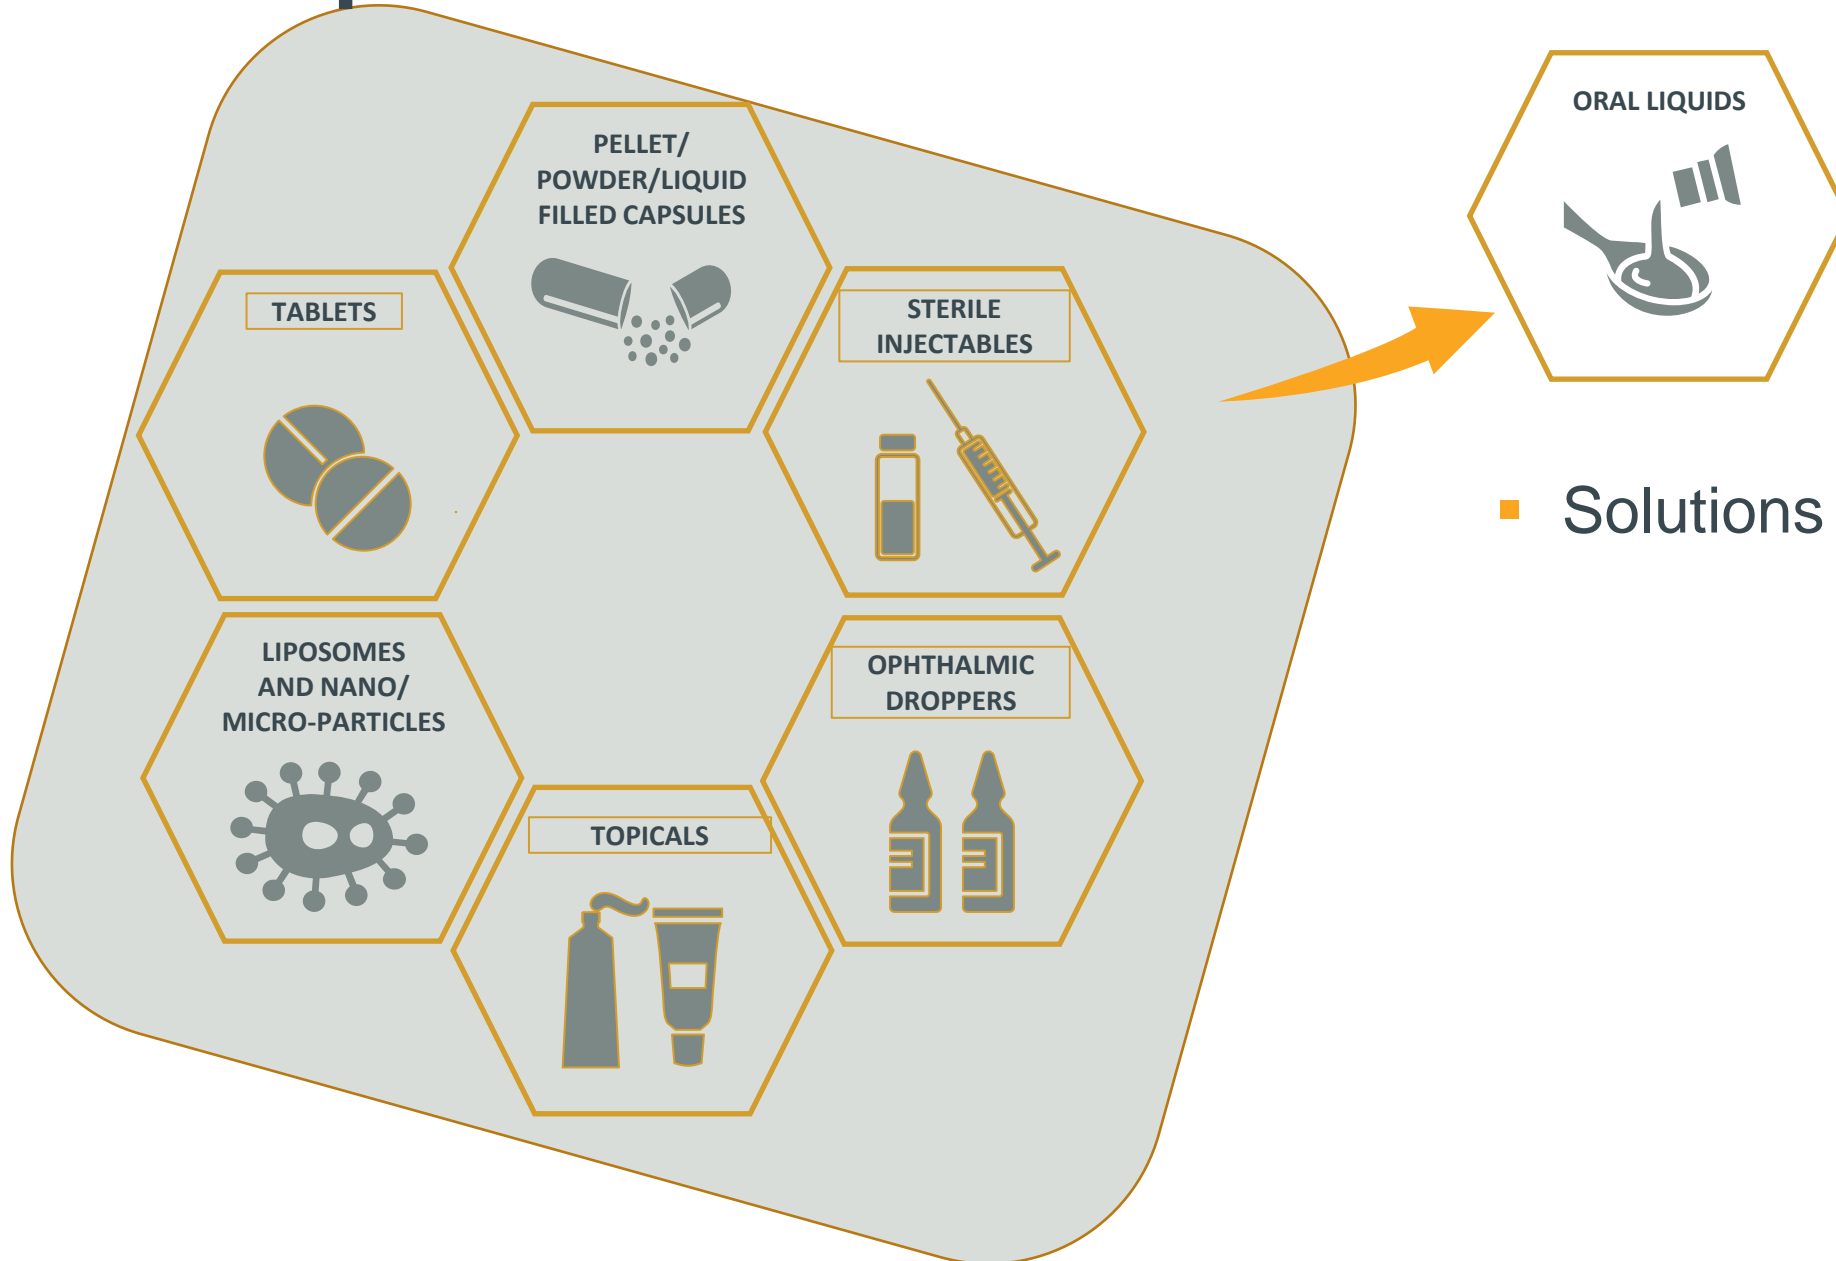 PELLET/
POWDER/LIQUID
FILLED CAPSULES
TABLETS
STERILE
INJECTABLES
LIPOSOMES
AND NANO/
MICRO-PARTICLES
OPHTHALMIC
DROPPERS
TOPICALS
ORAL LIQUIDS
▪ Solutions